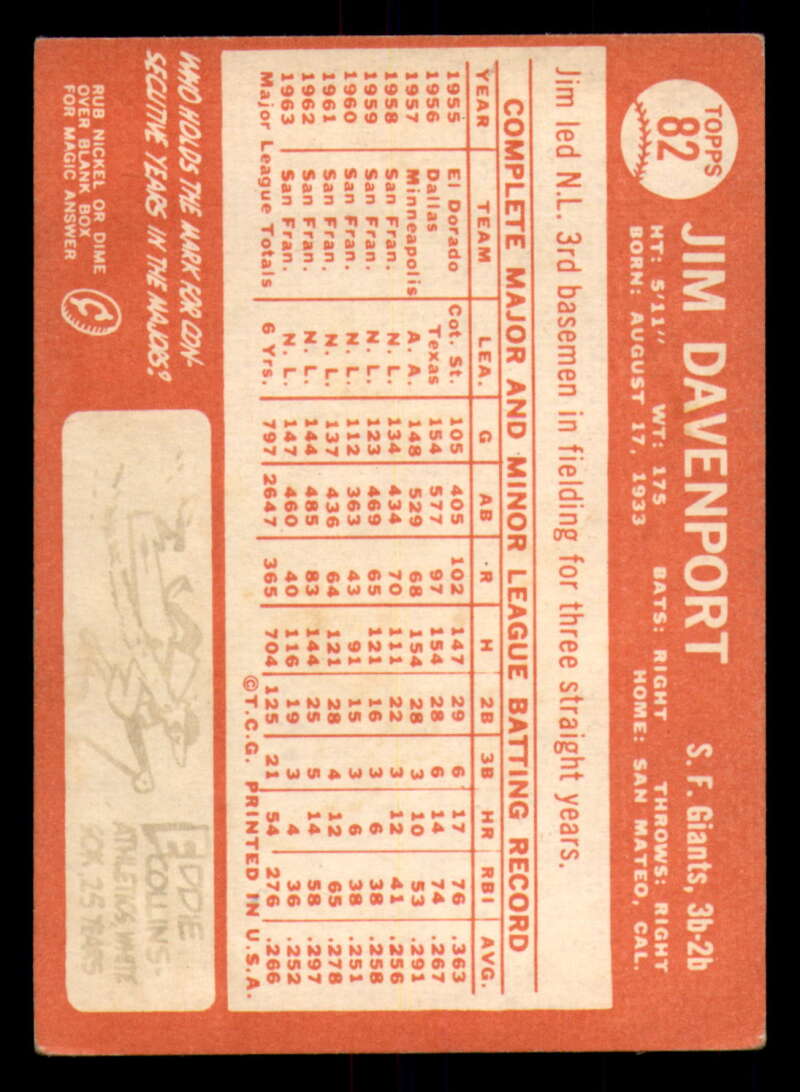 TOPPS
82
JIM DAVENPORT S. F. Giants, 3b-2b
HT: 5'11" WT: 175 BATS: RIGHT THROWS: RIGHT
BORN: AUGUST 17, 1933 HOME: SAN MATEO, CAL.
Jim led N.L. 3rd basemen in fielding for three straight years.
COMPLETE MAJOR AND MINOR LEAGUE BATTING RECORD
YEAR TEAM LEA. G AB R H 2B 3B HR RBI AVG.
1955 El Dorado Cot. St. 105 405 102 147 29 6 17 76 .363
1956 Dallas Texas 154 577 97 154 28 6 14 74 .267
1957 Minneapolis A. A. 148 529 68 154 28 3 10 53 .291
1958 San Fran. N. L. 134 434 70 111 22 3 12 41 .256
1959 San Fran. N. L. 123 469 65 121 16 3 6 38 .258
1960 San Fran. N. L. 112 363 43 91 15 3 6 38 .251
1961 San Fran. N. L. 137 436 64 121 28 4 12 65 .278
1962 San Fran. N. L. 144 485 83 144 25 5 14 58 .297
1963 San Fran. N. L. 147 460 40 116 19 3 4 36 .252
Major League Totals 6 Yrs. 797 2647 365 704 125 21 54 276 .266
©T.C.G. PRINTED IN U.S.A.
WHO HOLDS THE MARK FOR CON-
SECUTIVE YEARS IN THE MAJORS?
RUB NICKEL OR DIME
OVER BLANK BOX
FOR MAGIC ANSWER
EDDIE
COLLINS-
ATHLETICS, WHITE
SOX, 25 YEARS